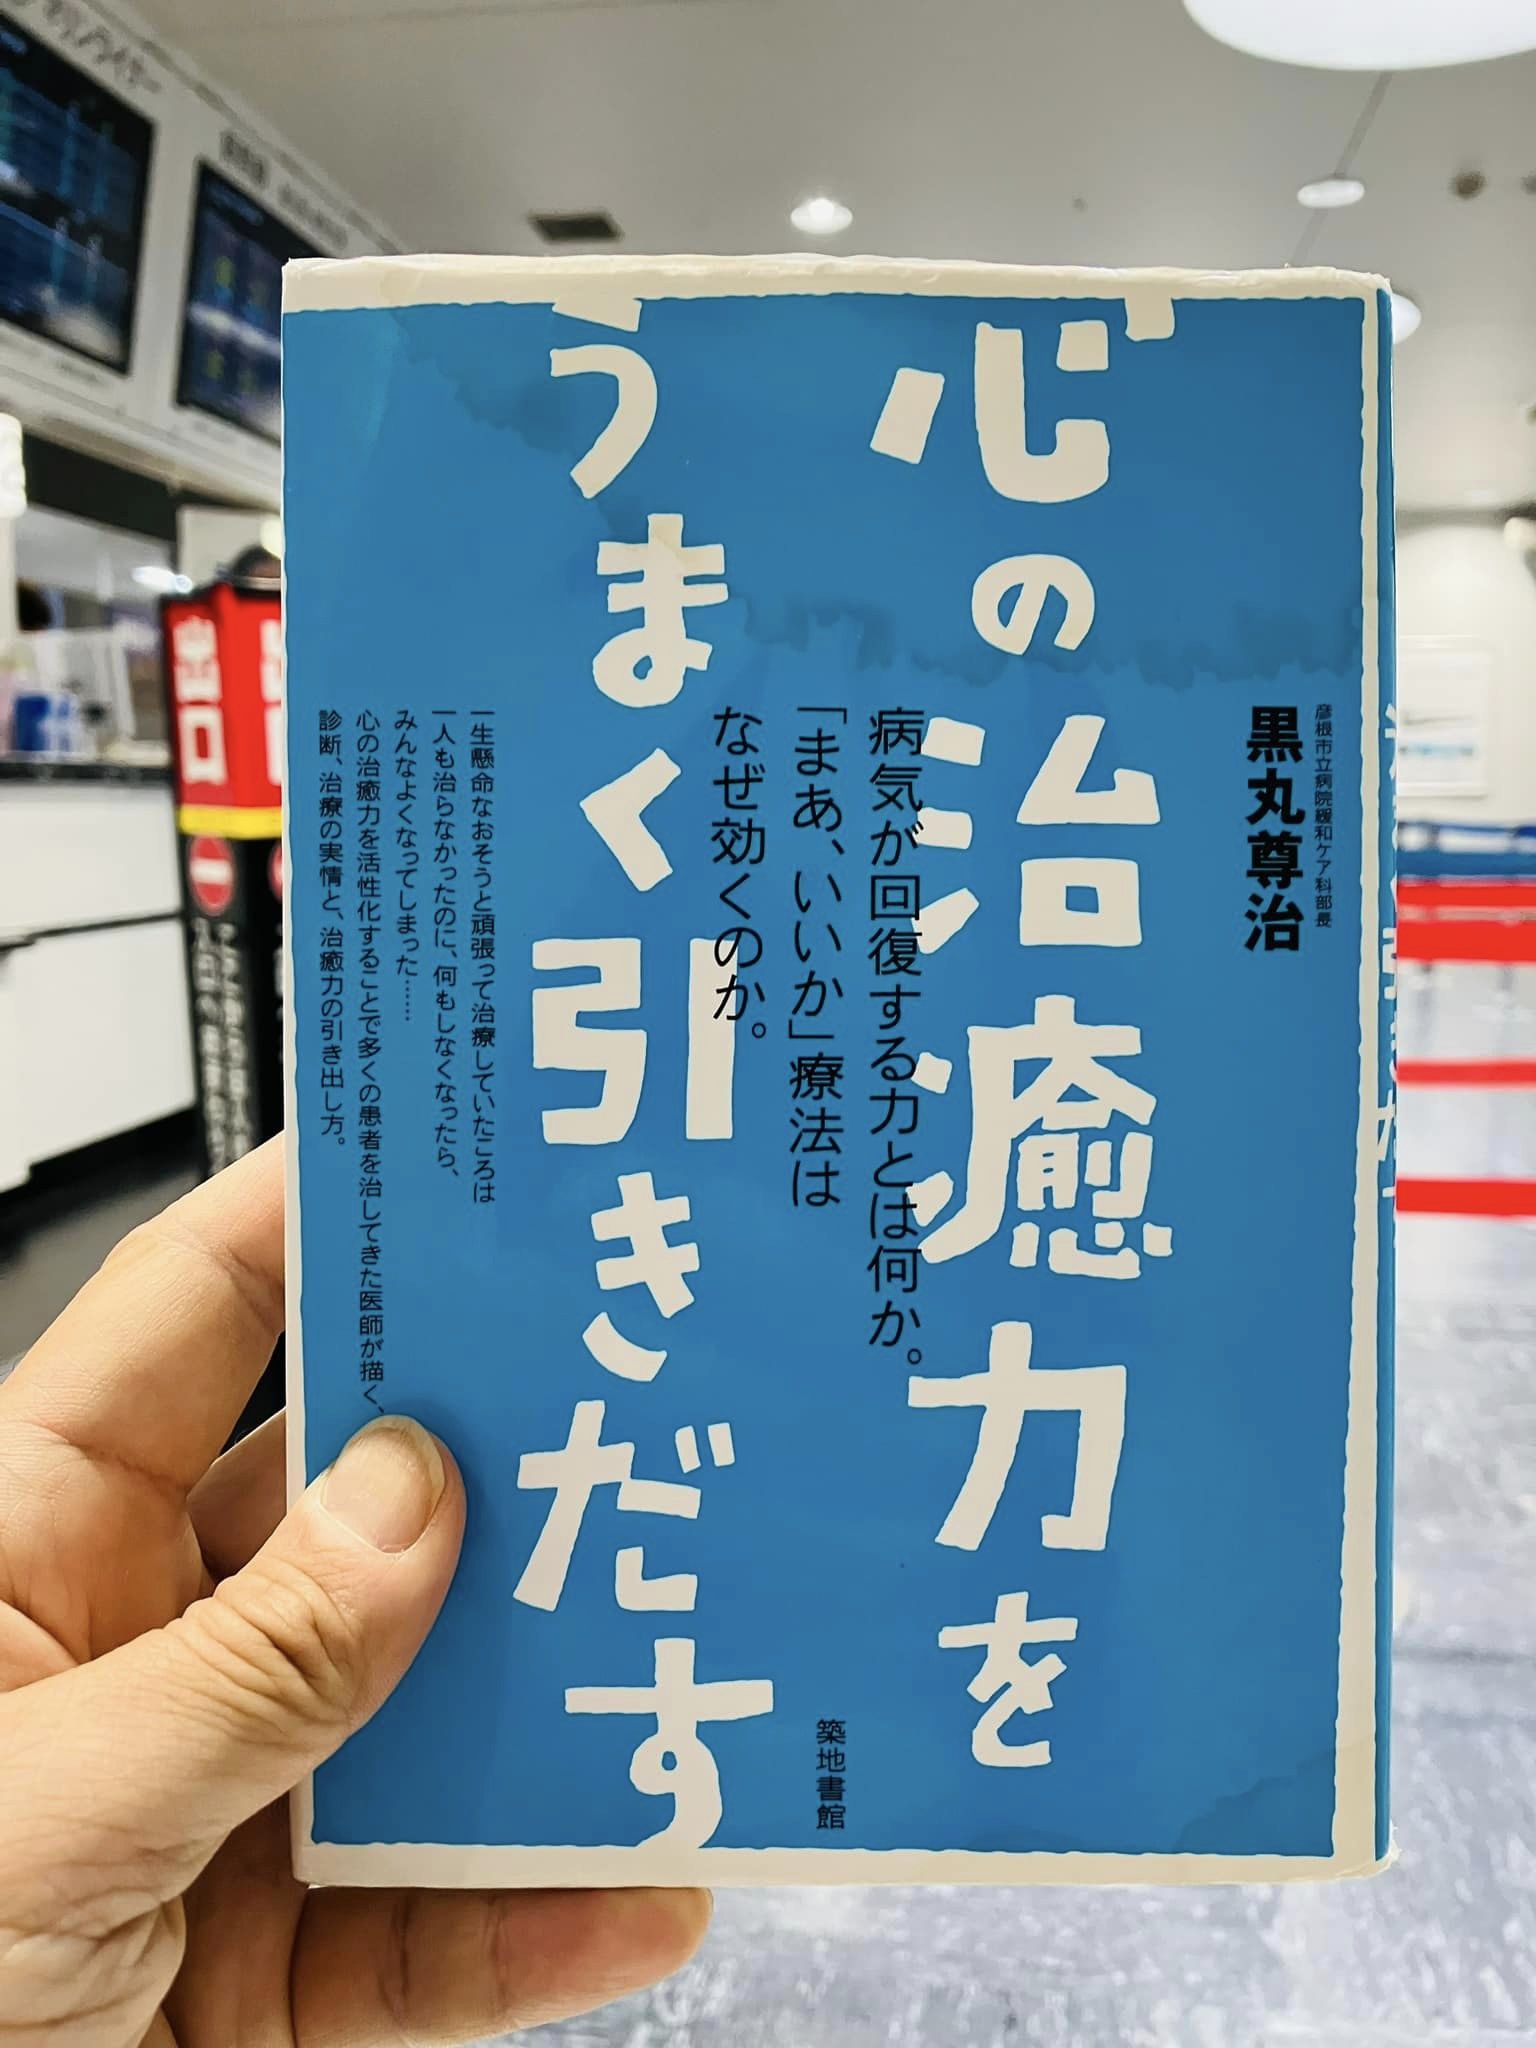 心の治癒力を
うまく引きだす
彦根市立病院緩和ケア科部長
黒丸尊治
病気が回復する力とは何か。
「まあ、いいか」療法は
なぜ効くのか。
一生懸命なおそうと頑張って治療していたころは
一人も治らなかったのに、何もしなくなったら、
みんなよくなってしまった……
心の治癒力を活性化することで多くの患者を治してきた医師が描く、
診断、治療の実情と、治癒力の引き出し方。
築地書館
出口